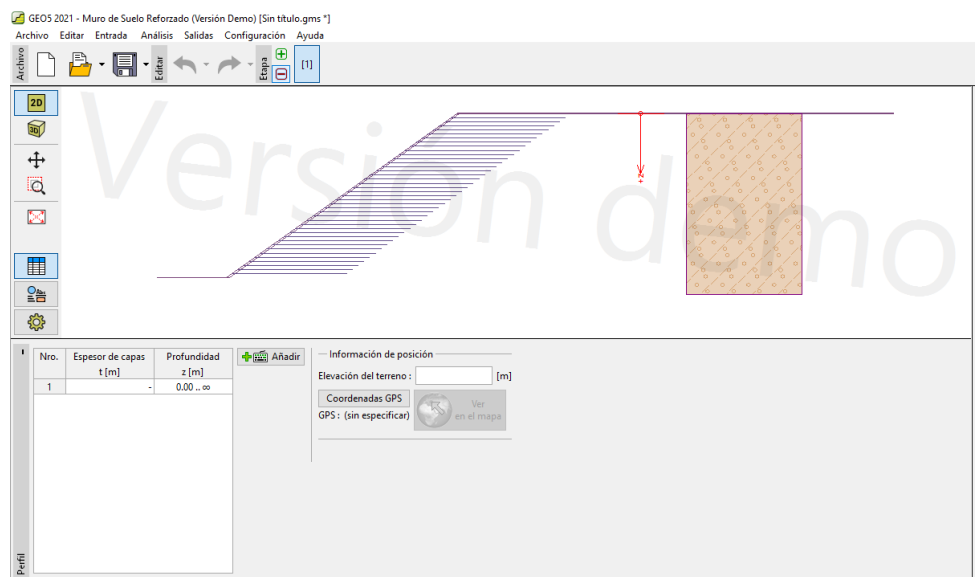 GEO5 2021 - Muro de Suelo Reforzado (Versión Demo) [Sin título.gms *]
Archivo Editar Entrada Análisis Salidas Configuración Ayuda
Archivo
Editar
Etapa
[1]
2D
3D
Versión demo
+z
Nro. Espesor de capas Profundidad
t [m] z [m]
1 - 0.00 .. ∞
Añadir
Información de posición
Elevación del terreno : [m]
Coordenadas GPS
GPS : (sin especificar)
Ver
en el mapa
Perfil